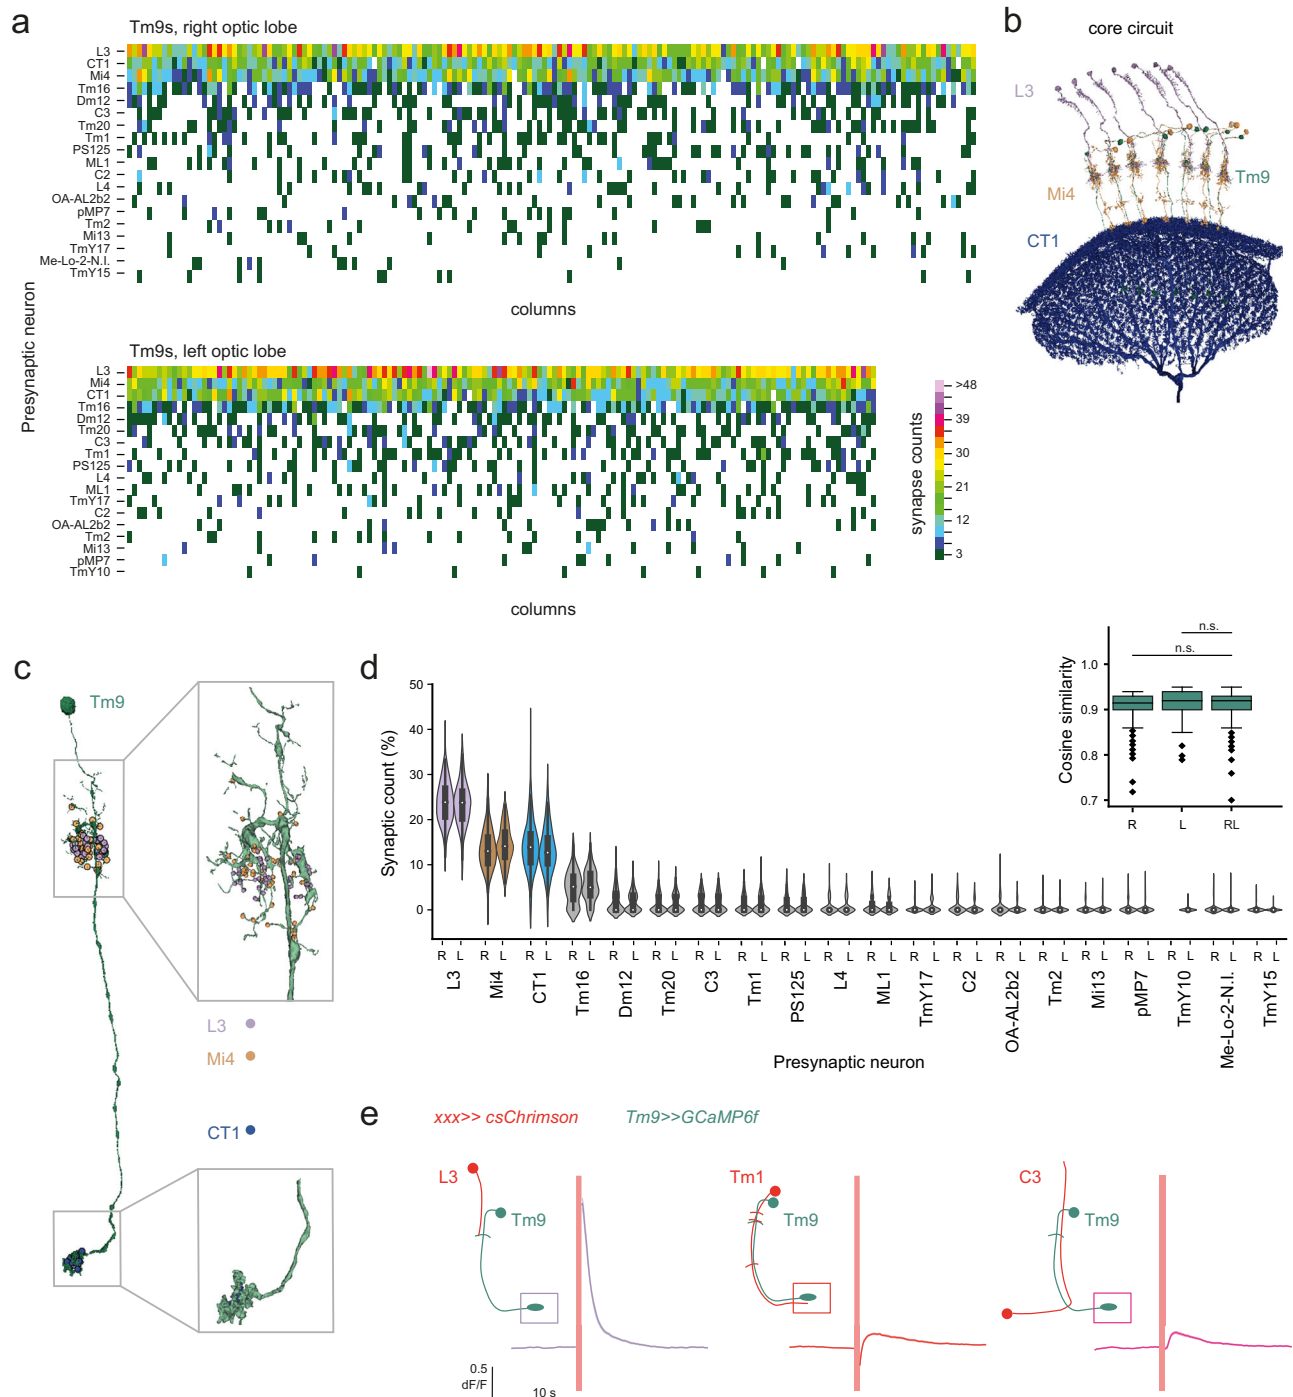 a
Tm9s, right optic lobe
L3
CT1
Mi4
Tm16
Dm12
C3
Tm20
Tm1
PS125
ML1
C2
L4
OA-AL2b2
pMP7
Tm2
Mi13
TmY17
Me-Lo-2-N.I.
TmY15
columns
Presynaptic neuron
Tm9s, left optic lobe
L3
Mi4
CT1
Tm16
Dm12
Tm20
C3
Tm1
PS125
L4
ML1
TmY17
C2
OA-AL2b2
Tm2
Mi13
pMP7
TmY10
columns
synapse counts
>48
39
30
21
12
3
b
core circuit
L3
Tm9
Mi4
CT1
c
Tm9
L3
Mi4
CT1
d
Synaptic count (%)
50
40
30
20
10
0
R L R L R L R L R L R L R L R L R L R L R L R L R L R L R L R L R L R L R L R L
L3
Mi4
CT1
Tm16
Dm12
Tm20
C3
Tm1
PS125
L4
ML1
TmY17
C2
OA-AL2b2
Tm2
Mi13
pMP7
TmY10
Me-Lo-2-N.I.
TmY15
Presynaptic neuron
n.s.
n.s.
Cosine similarity
1.0
0.9
0.8
0.7
R L RL
e
xxx>> csChrimson
Tm9>>GCaMP6f
L3
Tm9
Tm1
Tm9
C3
Tm9
0.5
dF/F
10 s